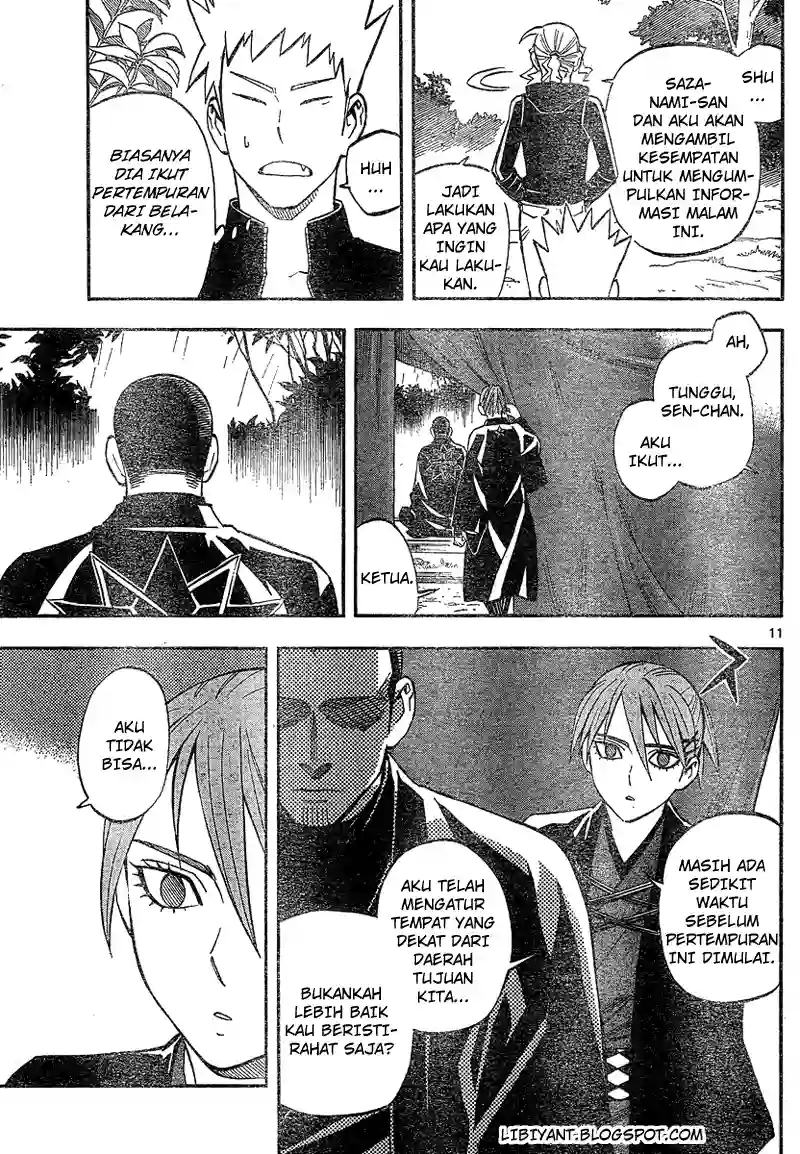 SHU
...
SAZA-
NAMI-SAN
DAN AKU AKAN
MENGAMBIL
KESEMPATAN
UNTUK MENGUM-
PULKAN INFOR-
MASI MALAM
INI.
JADI
LAKUKAN
APA YANG
INGIN
KAU LAKU-
KAN.
HUH
...
BIASANYA
DIA IKUT
PERTEMPURAN
DARI BELA-
KANG...
AH,
TUNGGU,
SEN-CHAN.
AKU
IKUT...
KETUA.
11
MASIH ADA
SEDIKIT
WAKTU
SEBELUM
PERTEMPURAN
INI DIMULAI.
AKU TELAH
MENGATUR
TEMPAT YANG
DEKAT DARI
DAERAH
TUJUAN
KITA...
BUKANKAH
LEBIH BAIK
KAU BERISTI-
RAHAT SAJA?
AKU
TIDAK
BISA...
LIBIYANT.BLOGSPOT.COM